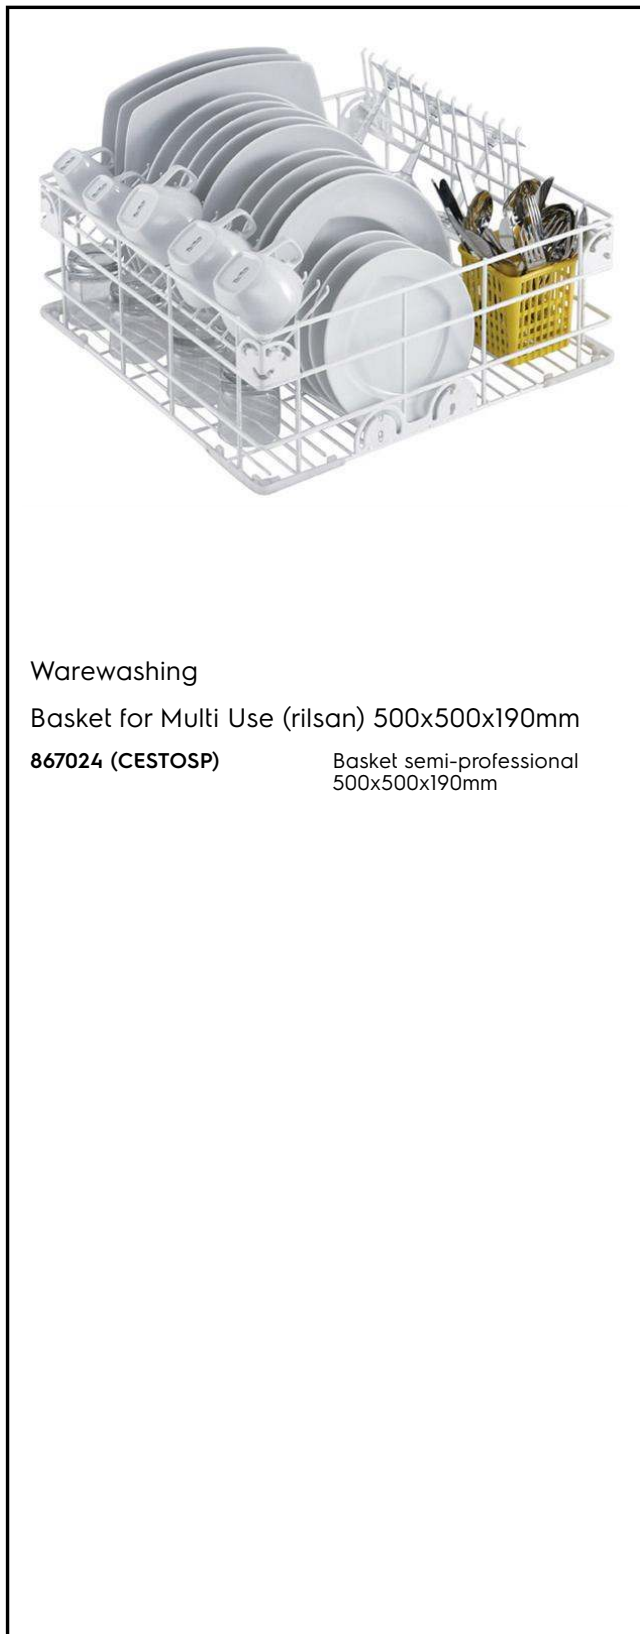 Warewashing
Basket for Multi Use (rilsan) 500x500x190mm
867024 (CESTOSP)
Basket semi-professional
500x500x190mm